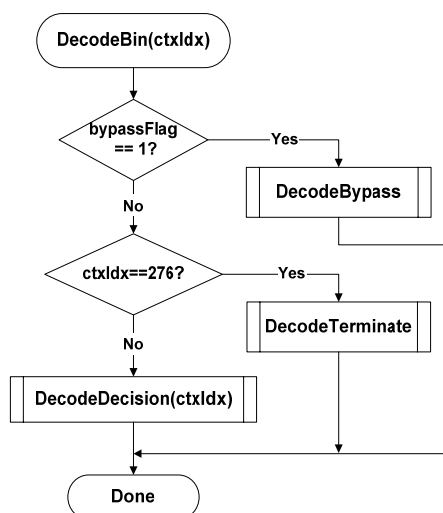 DecodeBin(ctxIdx)
bypassFlag
== 1?
Yes
DecodeBypass
No
ctxIdx==276?
Yes
DecodeTerminate
No
DecodeDecision(ctxIdx)
Done